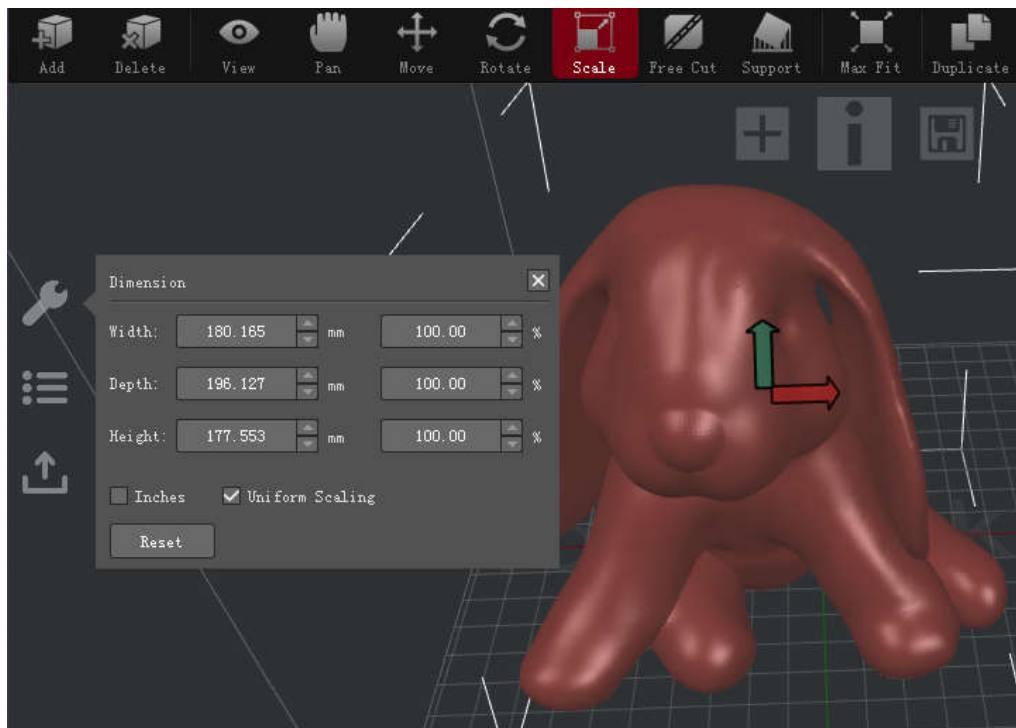 Add Delete View Pan Move Rotate Scale Free Cut Support Max Fit Duplicate
Dimension
Width: 180.165 mm 100.00 %
Depth: 196.127 mm 100.00 %
Height: 177.553 mm 100.00 %
Inches Uniform Scaling
Reset